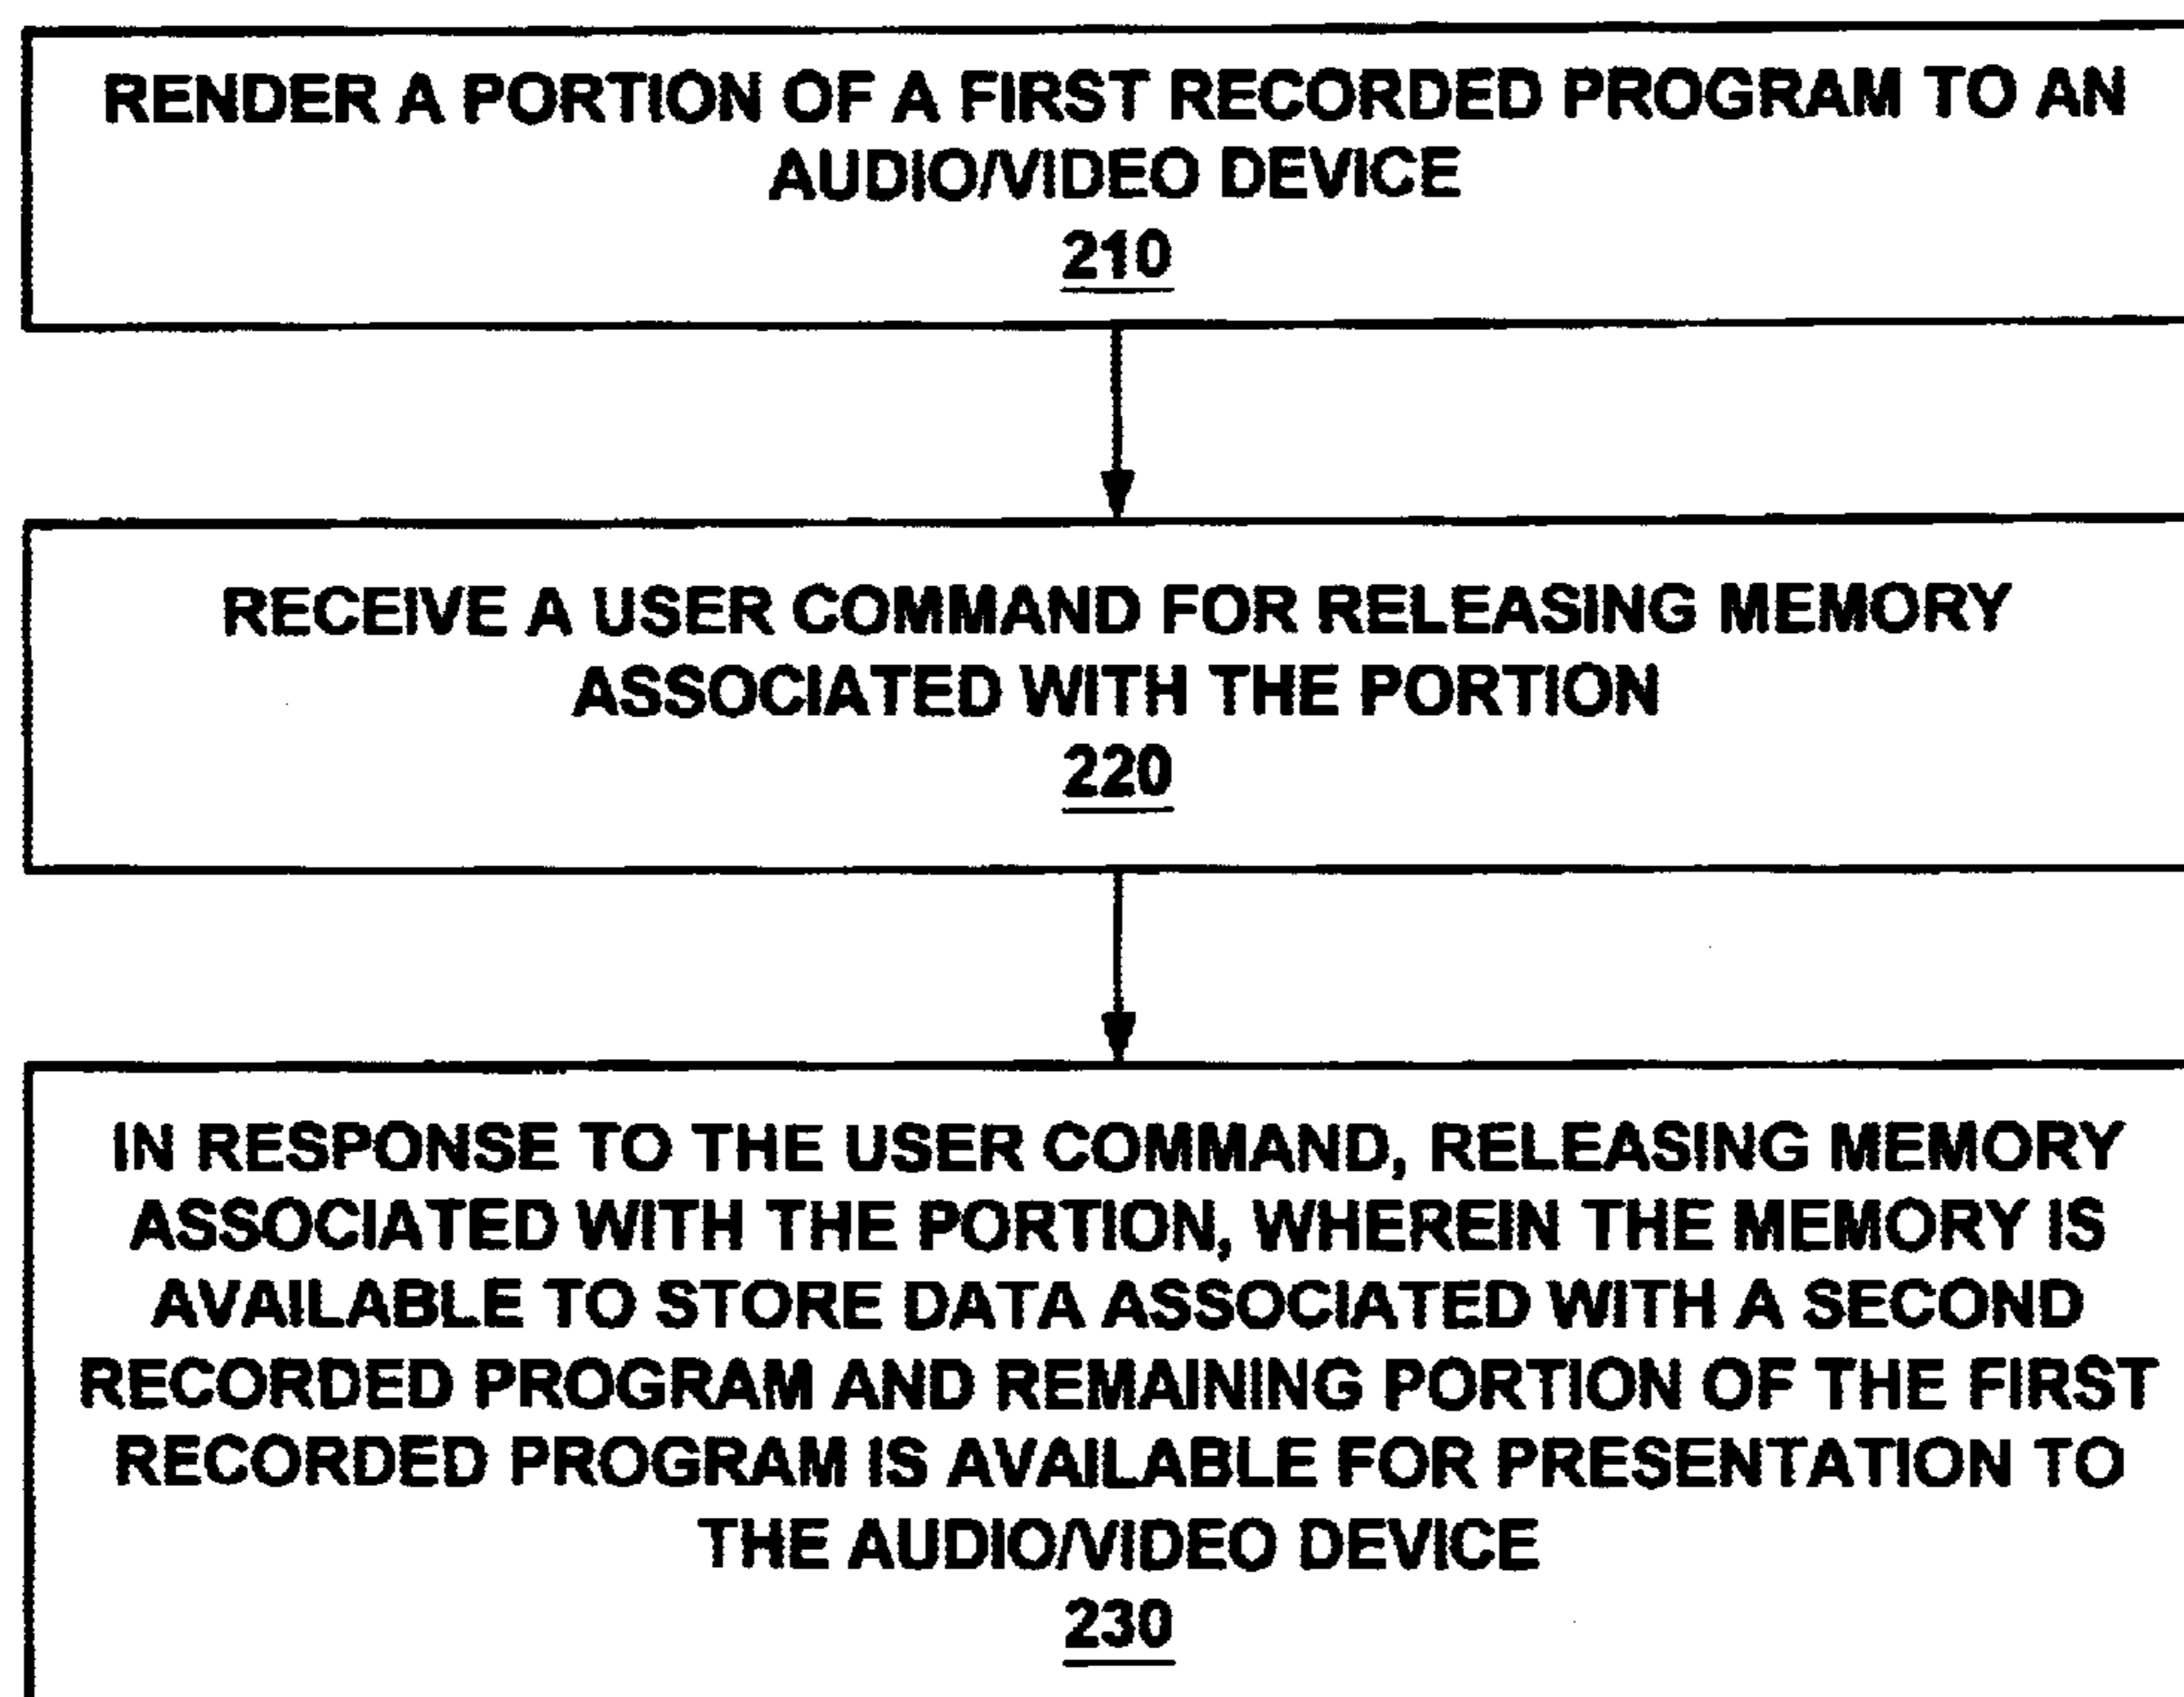 RENDER A PORTION OF A FIRST RECORDED PROGRAM TO AN
AUDIO/VIDEO DEVICE
210
RECEIVE A USER COMMAND FOR RELEASING MEMORY
ASSOCIATED WITH THE PORTION
220
IN RESPONSE TO THE USER COMMAND, RELEASING MEMORY
ASSOCIATED WITH THE PORTION, WHEREIN THE MEMORY IS
AVAILABLE TO STORE DATA ASSOCIATED WITH A SECOND
RECORDED PROGRAM AND REMAINING PORTION OF THE FIRST
RECORDED PROGRAM IS AVAILABLE FOR PRESENTATION TO
THE AUDIO/VIDEO DEVICE
230